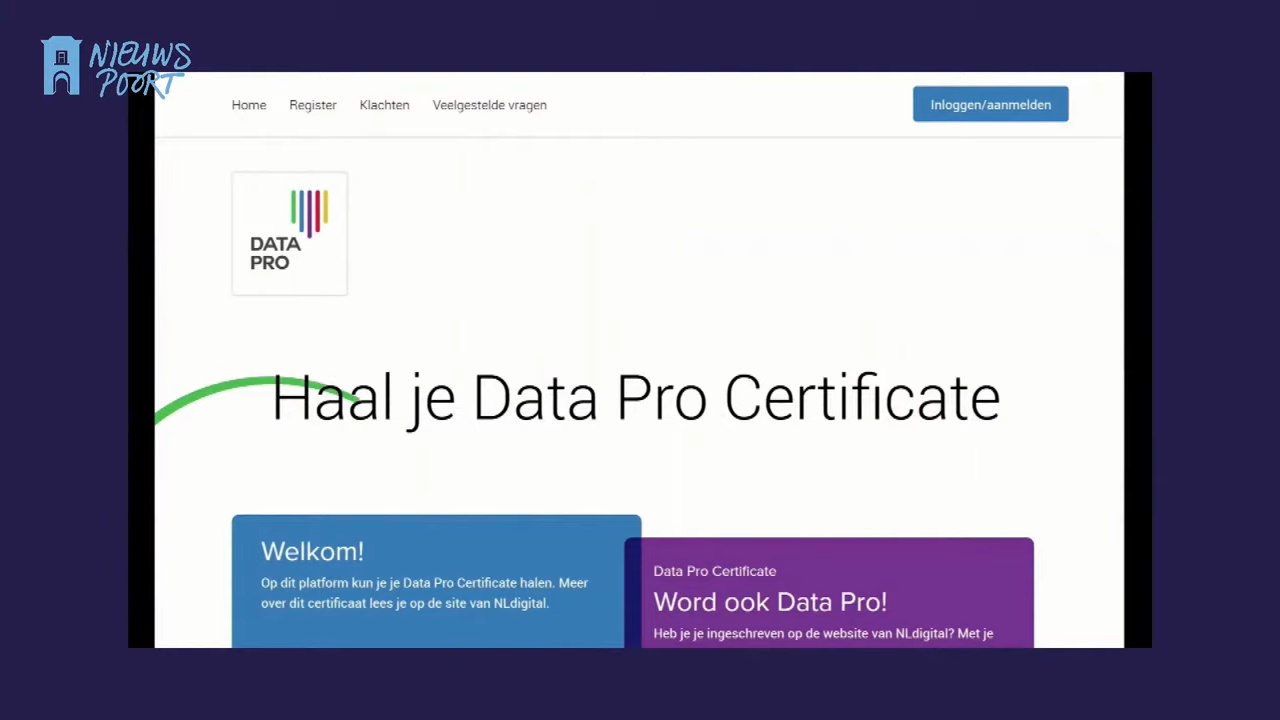 NIEUWS
POORT
Home Register Klachten Veelgestelde vragen Inloggen/aanmelden
DATA
PRO
Haal je Data Pro Certificate
Welkom!
Op dit platform kun je je Data Pro Certificate halen. Meer
over dit certificaat lees je op de site van NLdigital.
Data Pro Certificate
Word ook Data Pro!
Heb je je ingeschreven op de website van NLdigital? Met je